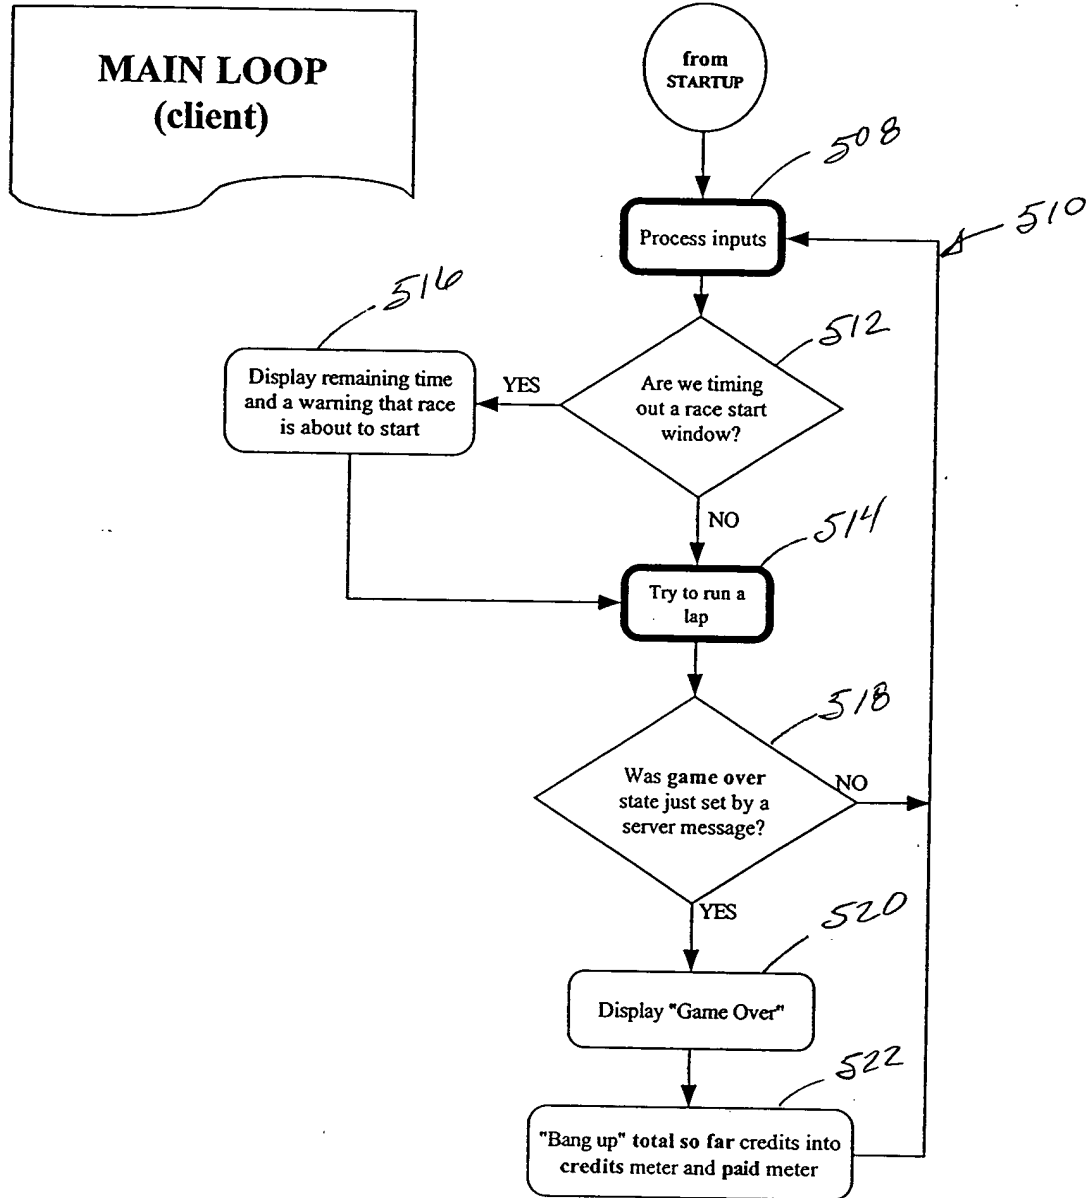 MAIN LOOP
(client)
from
STARTUP
508
Process inputs
510
516
512
Display remaining time
and a warning that race
is about to start
YES
Are we timing
out a race start
window?
NO
514
Try to run a
lap
518
Was game over
state just set by a
server message?
NO
YES
520
Display "Game Over"
522
"Bang up" total so far credits into
credits meter and paid meter